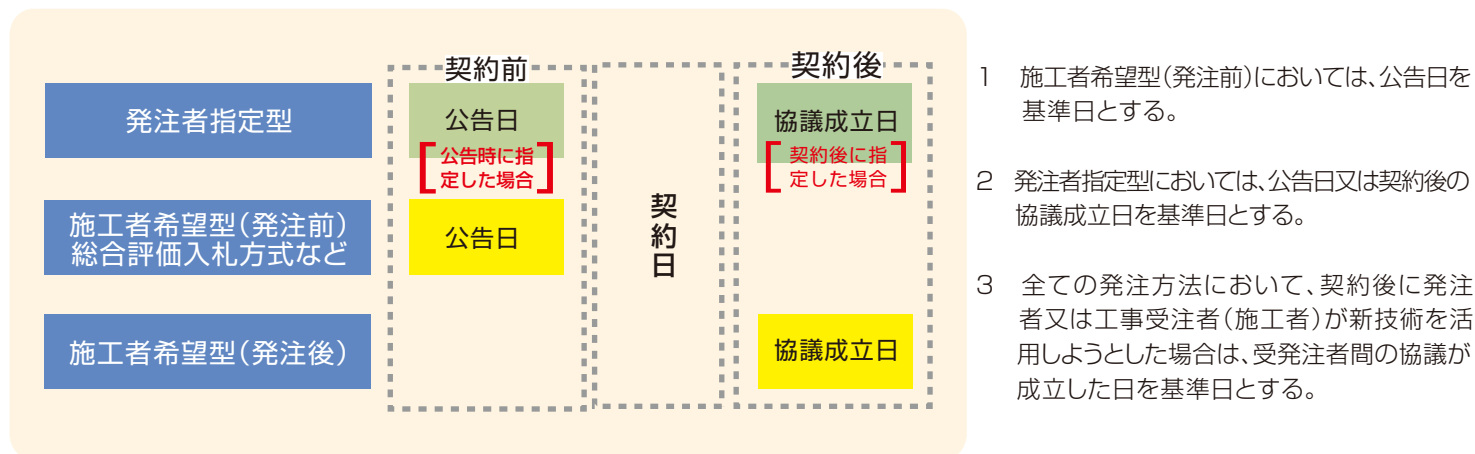 契約前
契約後
発注者指定型
公告日
公告時に指
定した場合
協議成立日
契約後に指
定した場合
契約日
施工者希望型(発注前)
総合評価入札方式など
公告日
施工者希望型(発注後)
協議成立日
1 施工者希望型(発注前)においては、公告日を
基準日とする。
2 発注者指定型においては、公告日又は契約後の
協議成立日を基準日とする。
3 全ての発注方法において、契約後に発注
者又は工事受注者(施工者)が新技術を活
用しようとした場合は、受発注者間の協議が
成立した日を基準日とする。